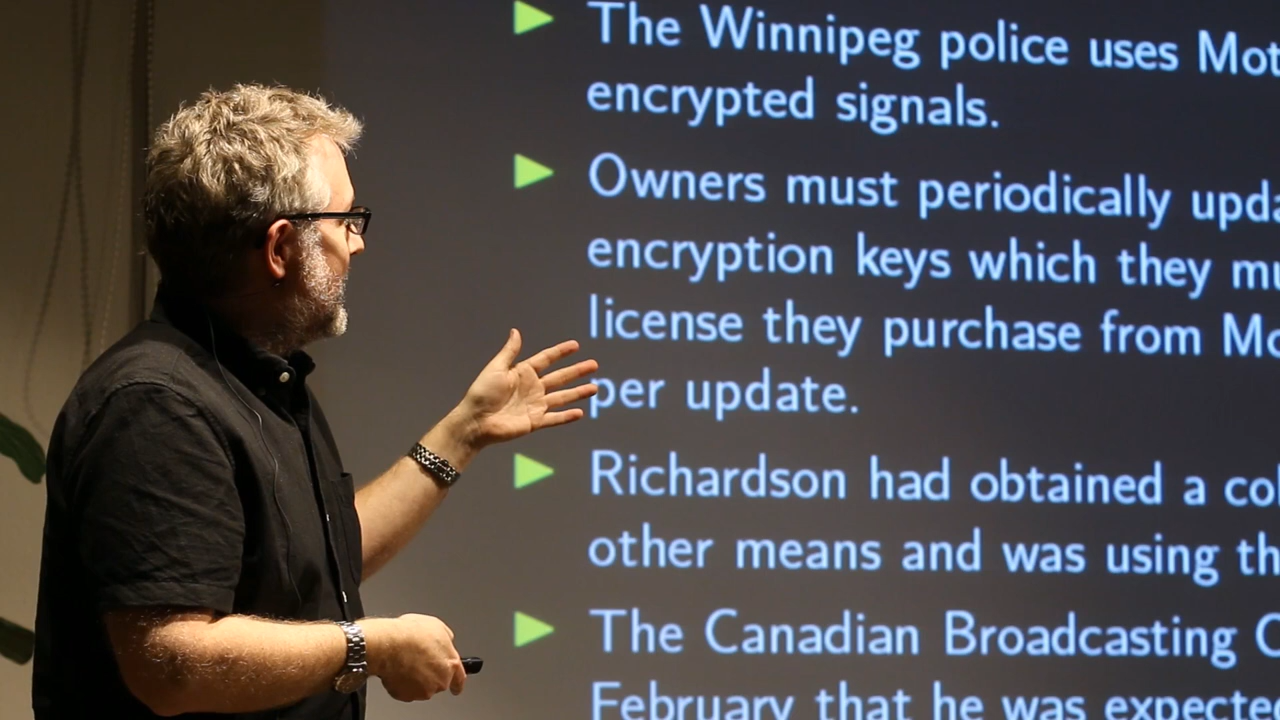 The Winnipeg police uses
encrypted signals.
Owners must periodically
encryption keys which they
license they purchase from
per update.
Richardson had obtained a
other means and was using
The Canadian Broadcasting
February that he was